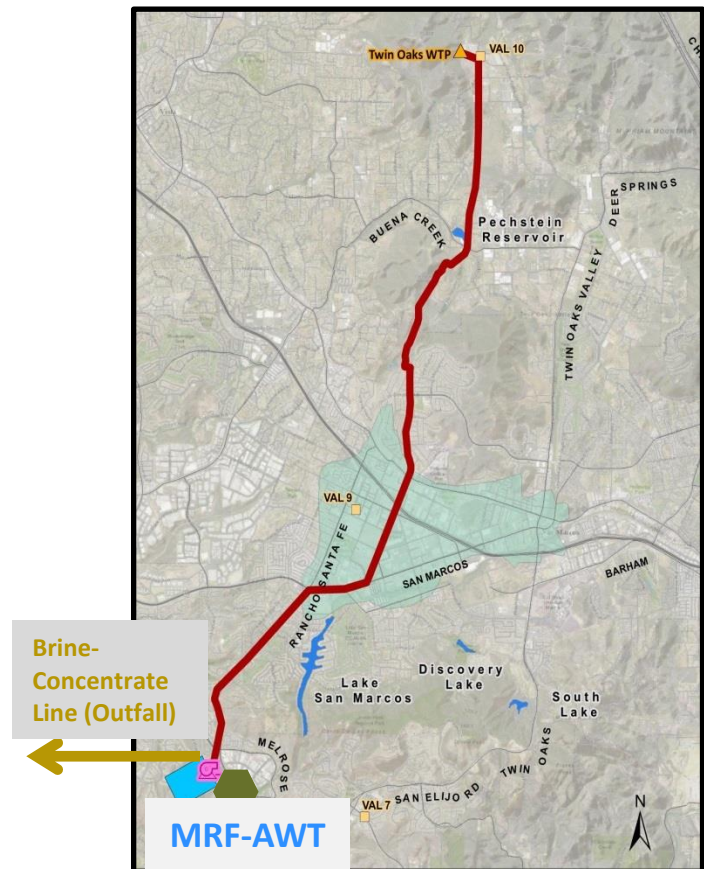 Twin Oaks WTP
VAL 10
DEER
SPRINGS
BUENA CREEK
Pechstein
Reservoir
TWIN OAKS VALLEY
VAL 9
RANCHO SANTA FE
SAN MARCOS
BARHAM
Brine-
Concentrate
Line (Outfall)
Lake
San Marcos
Discovery
Lake
South
Lake
MELROSE
TWIN OAKS
SAN ELIJO RD
VAL 7
N
MRF-AWT